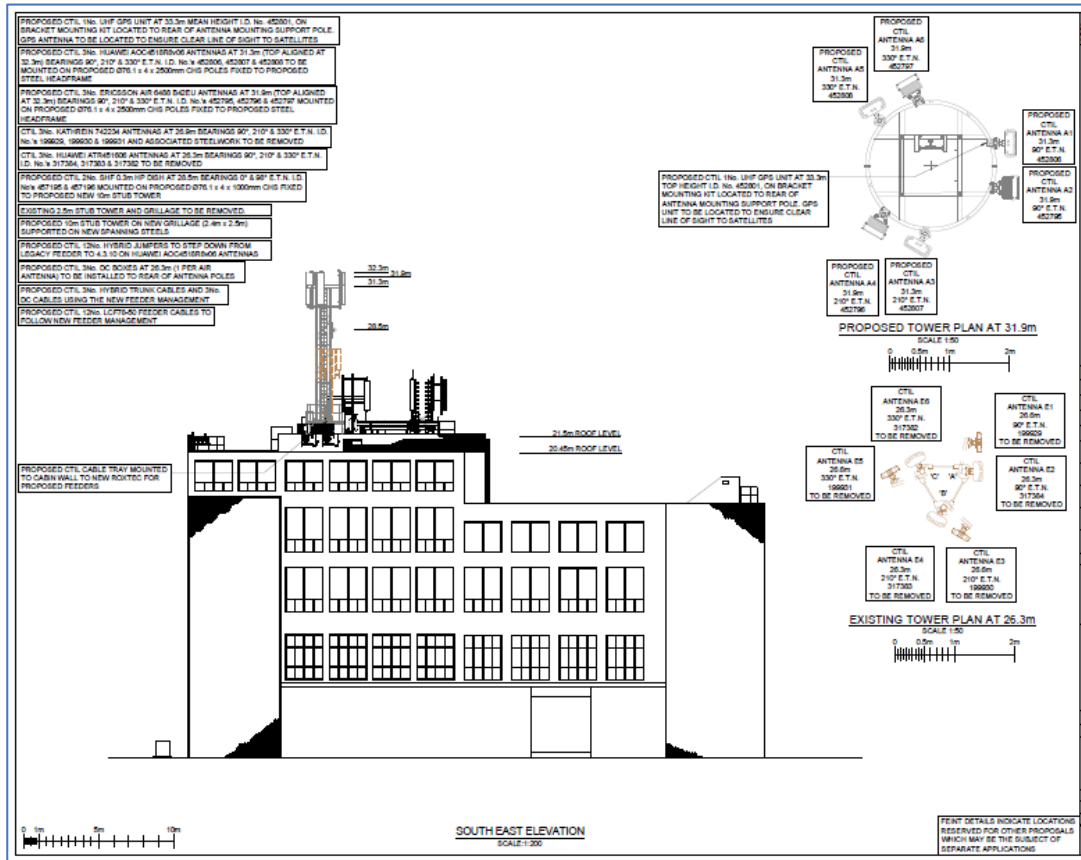 PROPOSED CTIL 1No. UHF GPS UNIT AT 33.3m MEAN HEIGHT I.D. No. 452801, ON
BRACKET MOUNTING KIT LOCATED TO REAR OF ANTENNA MOUNTING SUPPORT POLE.
GPS ANTENNA TO BE LOCATED TO ENSURE CLEAR LINE OF SIGHT TO SATELLITES
PROPOSED CTIL 3No. HUAWEI AOC4518R8v06 ANTENNAS AT 31.3m (TOP ALIGNED AT
32.3m) BEARINGS 90°, 210° & 330° E.T.N. I.D. No.'s 452806, 452807 & 452808 TO BE
MOUNTED ON PROPOSED Ø76.1 x 4 x 2500mm CHS POLES FIXED TO PROPOSED
STEEL HEADFRAME
PROPOSED CTIL 3No. ERICSSON AIR 6488 B42EU ANTENNAS AT 31.9m (TOP ALIGNED
AT 32.3m) BEARINGS 90°, 210° & 330° E.T.N. I.D. No.'s 452795, 452796 & 452797 MOUNTED
ON PROPOSED Ø76.1 x 4 x 2500mm CHS POLES FIXED TO PROPOSED STEEL
HEADFRAME
CTIL 3No. KATHREIN 742234 ANTENNAS AT 26.9m BEARINGS 90°, 210° & 330° E.T.N. I.D.
No.'s 199929, 199930 & 199931 AND ASSOCIATED STEELWORK TO BE REMOVED
CTIL 3No. HUAWEI ATR451606 ANTENNAS AT 26.3m BEARINGS 90°, 210° & 330° E.T.N.
I.D. No.'s 317384, 317383 & 317382 TO BE REMOVED
PROPOSED CTIL 2No. SHF 0.3m HP DISH AT 28.5m BEARINGS 0° & 98° E.T.N. I.D.
No's 457195 & 457196 MOUNTED ON PROPOSED Ø76.1 x 4 x 1000mm CHS FIXED
TO PROPOSED NEW 10m STUB TOWER
EXISTING 2.5m STUB TOWER AND GRILLAGE TO BE REMOVED.
PROPOSED 10m STUB TOWER ON NEW GRILLAGE (2.4m x 2.5m)
SUPPORTED ON NEW SPANNING STEELS
PROPOSED CTIL 12No. HYBRID JUMPERS TO STEP DOWN FROM
LEGACY FEEDER TO 4.3.10 ON HUAWEI AOC4518R8v06 ANTENNAS
PROPOSED CTIL 3No. DC BOXES AT 26.3m (1 PER AIR
ANTENNA) TO BE INSTALLED TO REAR OF ANTENNA POLES
PROPOSED CTIL 3No. HYBRID TRUNK CABLES AND 3No.
DC CABLES USING THE NEW FEEDER MANAGEMENT
PROPOSED CTIL 12No. LCF78-50 FEEDER CABLES TO
FOLLOW NEW FEEDER MANAGEMENT
32.3m
31.9m
31.3m
28.5m
21.5m ROOF LEVEL
20.45m ROOF LEVEL
PROPOSED CTIL CABLE TRAY MOUNTED
TO CABIN WALL TO NEW ROXTEC FOR
PROPOSED FEEDERS
PROPOSED
CTIL
ANTENNA A6
31.9m
330° E.T.N.
452797
PROPOSED
CTIL
ANTENNA A5
31.3m
330° E.T.N.
452808
PROPOSED
CTIL
ANTENNA A1
31.3m
90° E.T.N.
452806
PROPOSED
CTIL
ANTENNA A2
31.9m
90° E.T.N.
452795
PROPOSED CTIL 1No. UHF GPS UNIT AT 33.3m
TOP HEIGHT I.D. No. 452801, ON BRACKET
MOUNTING KIT LOCATED TO REAR OF
ANTENNA MOUNTING SUPPORT POLE. GPS
UNIT TO BE LOCATED TO ENSURE CLEAR
LINE OF SIGHT TO SATELLITES
PROPOSED
CTIL
ANTENNA A4
31.9m
210° E.T.N.
452796
PROPOSED
CTIL
ANTENNA A3
31.3m
210° E.T.N.
452807
PROPOSED TOWER PLAN AT 31.9m
SCALE 1:50
0 0.5m 1m 2m
CTIL
ANTENNA E6
26.3m
330° E.T.N.
317382
TO BE REMOVED
CTIL
ANTENNA E1
26.6m
90° E.T.N.
199929
TO BE REMOVED
CTIL
ANTENNA E5
26.6m
330° E.T.N.
199931
TO BE REMOVED
CTIL
ANTENNA E2
26.3m
90° E.T.N.
317384
TO BE REMOVED
'C' 'A'
'B'
CTIL
ANTENNA E4
26.3m
210° E.T.N.
317383
TO BE REMOVED
CTIL
ANTENNA E3
26.6m
210° E.T.N.
199930
TO BE REMOVED
EXISTING TOWER PLAN AT 26.3m
SCALE 1:50
0 0.5m 1m 2m
0 1m 5m 10m
SOUTH EAST ELEVATION
SCALE:1:200
FEINT DETAILS INDICATE LOCATIONS
RESERVED FOR OTHER PROPOSALS
WHICH MAY BE THE SUBJECT OF
SEPARATE APPLICATIONS